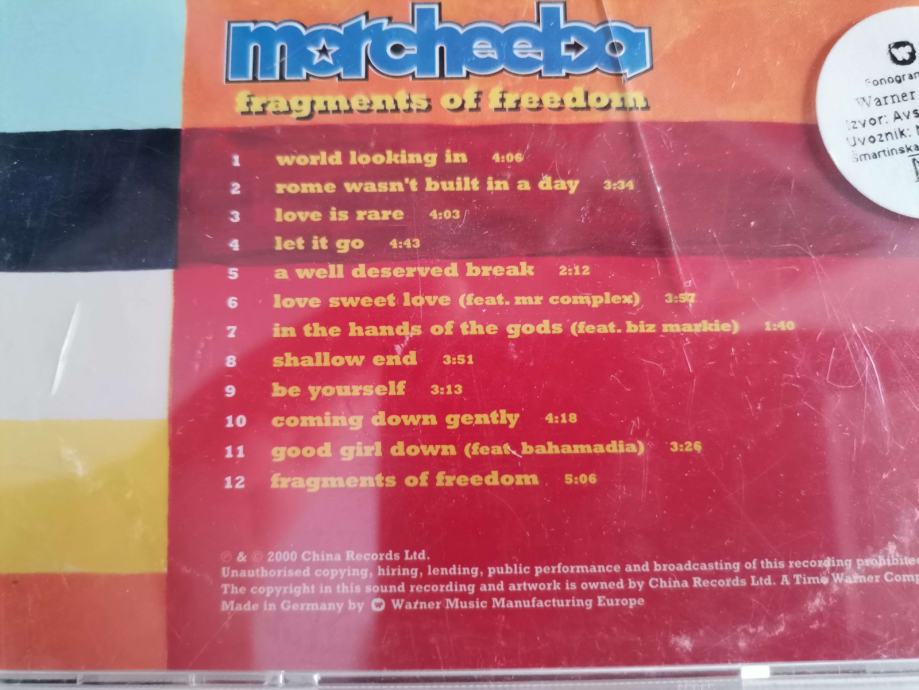 morcheeba
fragments of freedom
1 world looking in 4:06
2 rome wasn't built in a day 3:34
3 love is rare 4:03
4 let it go 4:43
5 a well deserved break 2:12
6 love sweet love (feat. mr complex) 3:57
7 in the hands of the gods (feat. biz markie) 1:40
8 shallow end 3:51
9 be yourself 3:13
10 coming down gently 4:18
11 good girl down (feat. bahamadia) 3:26
12 fragments of freedom 5:06
℗ & © 2000 China Records Ltd.
Unauthorised copying, hiring, lending, public performance and broadcasting of this recording prohibite
The copyright in this sound recording and artwork is owned by China Records Ltd. A Time Warner Com
Made in Germany by Warner Music Manufacturing Europe
Fonogram
Warner
Izvor: Avs
Uvoznik:
Šmartinska